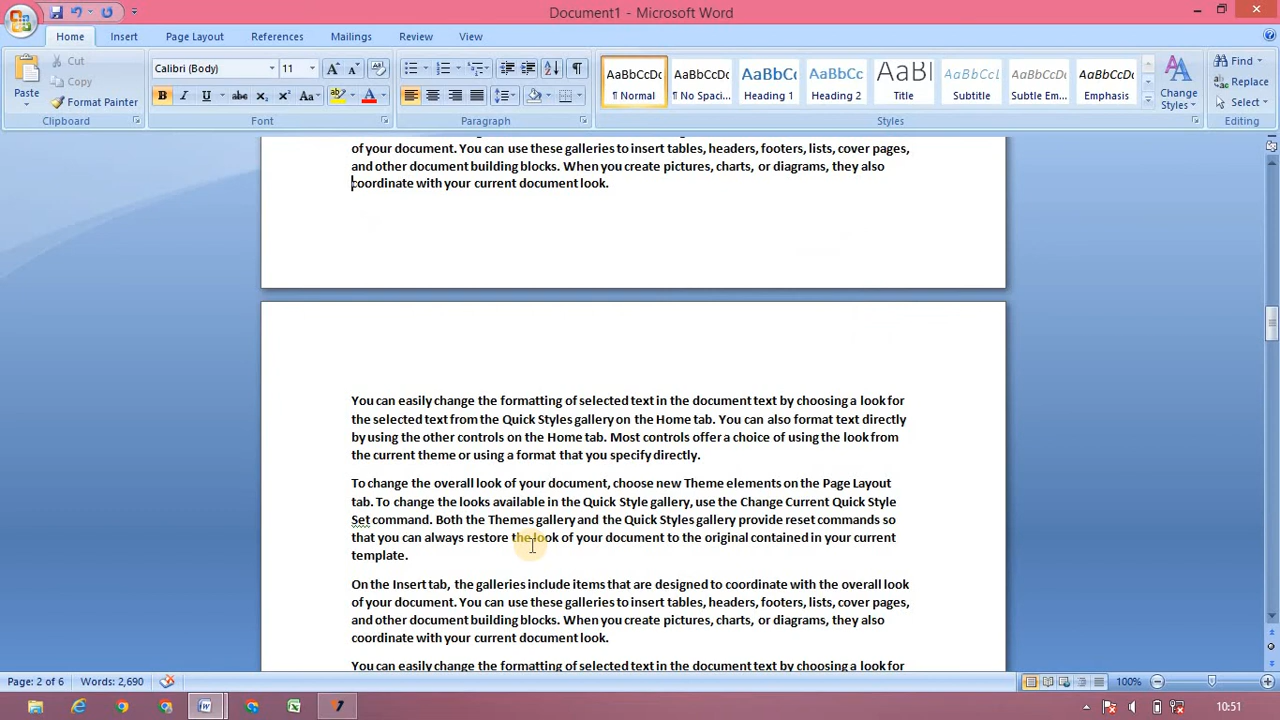 Document1 - Microsoft Word
Home Insert Page Layout References Mailings Review View
Cut
Copy
Format Painter
Paste
Clipboard
Calibri (Body) 11
B I U abc X₂ X² Aa
Font
Paragraph
AaBbCcDc AaBbCcDc AaBbCc AaBbCc AaBl AaBbCcL AaBbCcDc AaBbCcDc
¶ Normal ¶ No Spaci... Heading 1 Heading 2 Title Subtitle Subtle Em... Emphasis
Change
Styles
Styles
Find
Replace
Select
Editing
of your document. You can use these galleries to insert tables, headers, footers, lists, cover pages,
and other document building blocks. When you create pictures, charts, or diagrams, they also
coordinate with your current document look.
You can easily change the formatting of selected text in the document text by choosing a look for
the selected text from the Quick Styles gallery on the Home tab. You can also format text directly
by using the other controls on the Home tab. Most controls offer a choice of using the look from
the current theme or using a format that you specify directly.
To change the overall look of your document, choose new Theme elements on the Page Layout
tab. To change the looks available in the Quick Style gallery, use the Change Current Quick Style
Set command. Both the Themes gallery and the Quick Styles gallery provide reset commands so
that you can always restore the look of your document to the original contained in your current
template.
On the Insert tab, the galleries include items that are designed to coordinate with the overall look
of your document. You can use these galleries to insert tables, headers, footers, lists, cover pages,
and other document building blocks. When you create pictures, charts, or diagrams, they also
coordinate with your current document look.
You can easily change the formatting of selected text in the document text by choosing a look for
Page: 2 of 6 Words: 2,690 100%
10:51